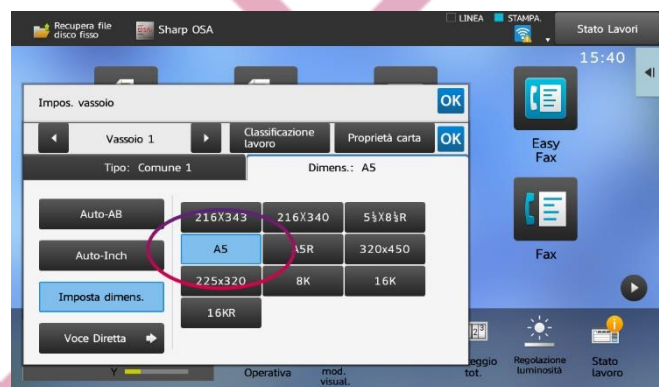 Recupera file
disco fisso
Sharp OSA
LINEA
STAMPA.
Stato Lavori
15:40
Impos. vassoio
OK
Vassoio 1
Classificazione
lavoro
Proprietà carta
OK
Tipo: Comune 1
Dimens.: A5
Auto-AB
216X343
216X340
5½X8½R
Auto-Inch
A5
A5R
320x450
Imposta dimens.
225x320
8K
16K
16KR
Voce Diretta
Easy
Fax
Fax
Y
Operativa
mod.
visual.
eggio
tot.
Regolazione
luminosità
Stato
lavoro